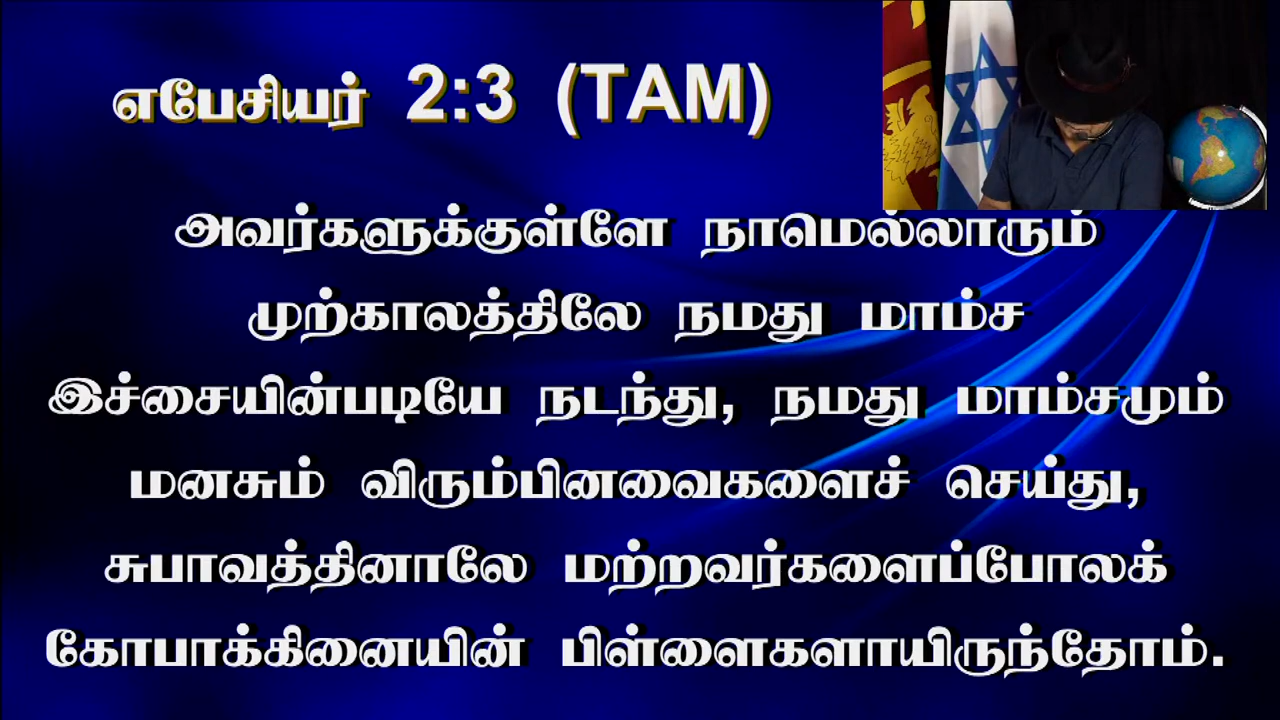 எபேசியர் 2:3 (TAM)
அவர்களுக்குள்ளே நாமெல்லாரும்
முற்காலத்திலே நமது மாம்ச
இச்சையின்படியே நடந்து, நமது மாம்சமும்
மனசும் விரும்பினவைகளைச் செய்து,
சுபாவத்தினாலே மற்றவர்களைப்போலக்
கோபாக்கினையின் பிள்ளைகளாயிருந்தோம்.